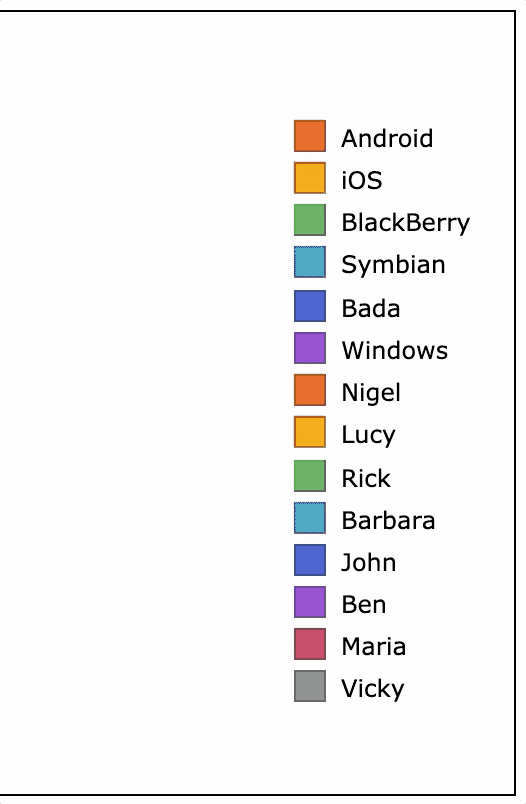 Android
iOS
BlackBerry
Symbian
Bada
Windows
Nigel
Lucy
Rick
Barbara
John
Ben
Maria
Vicky